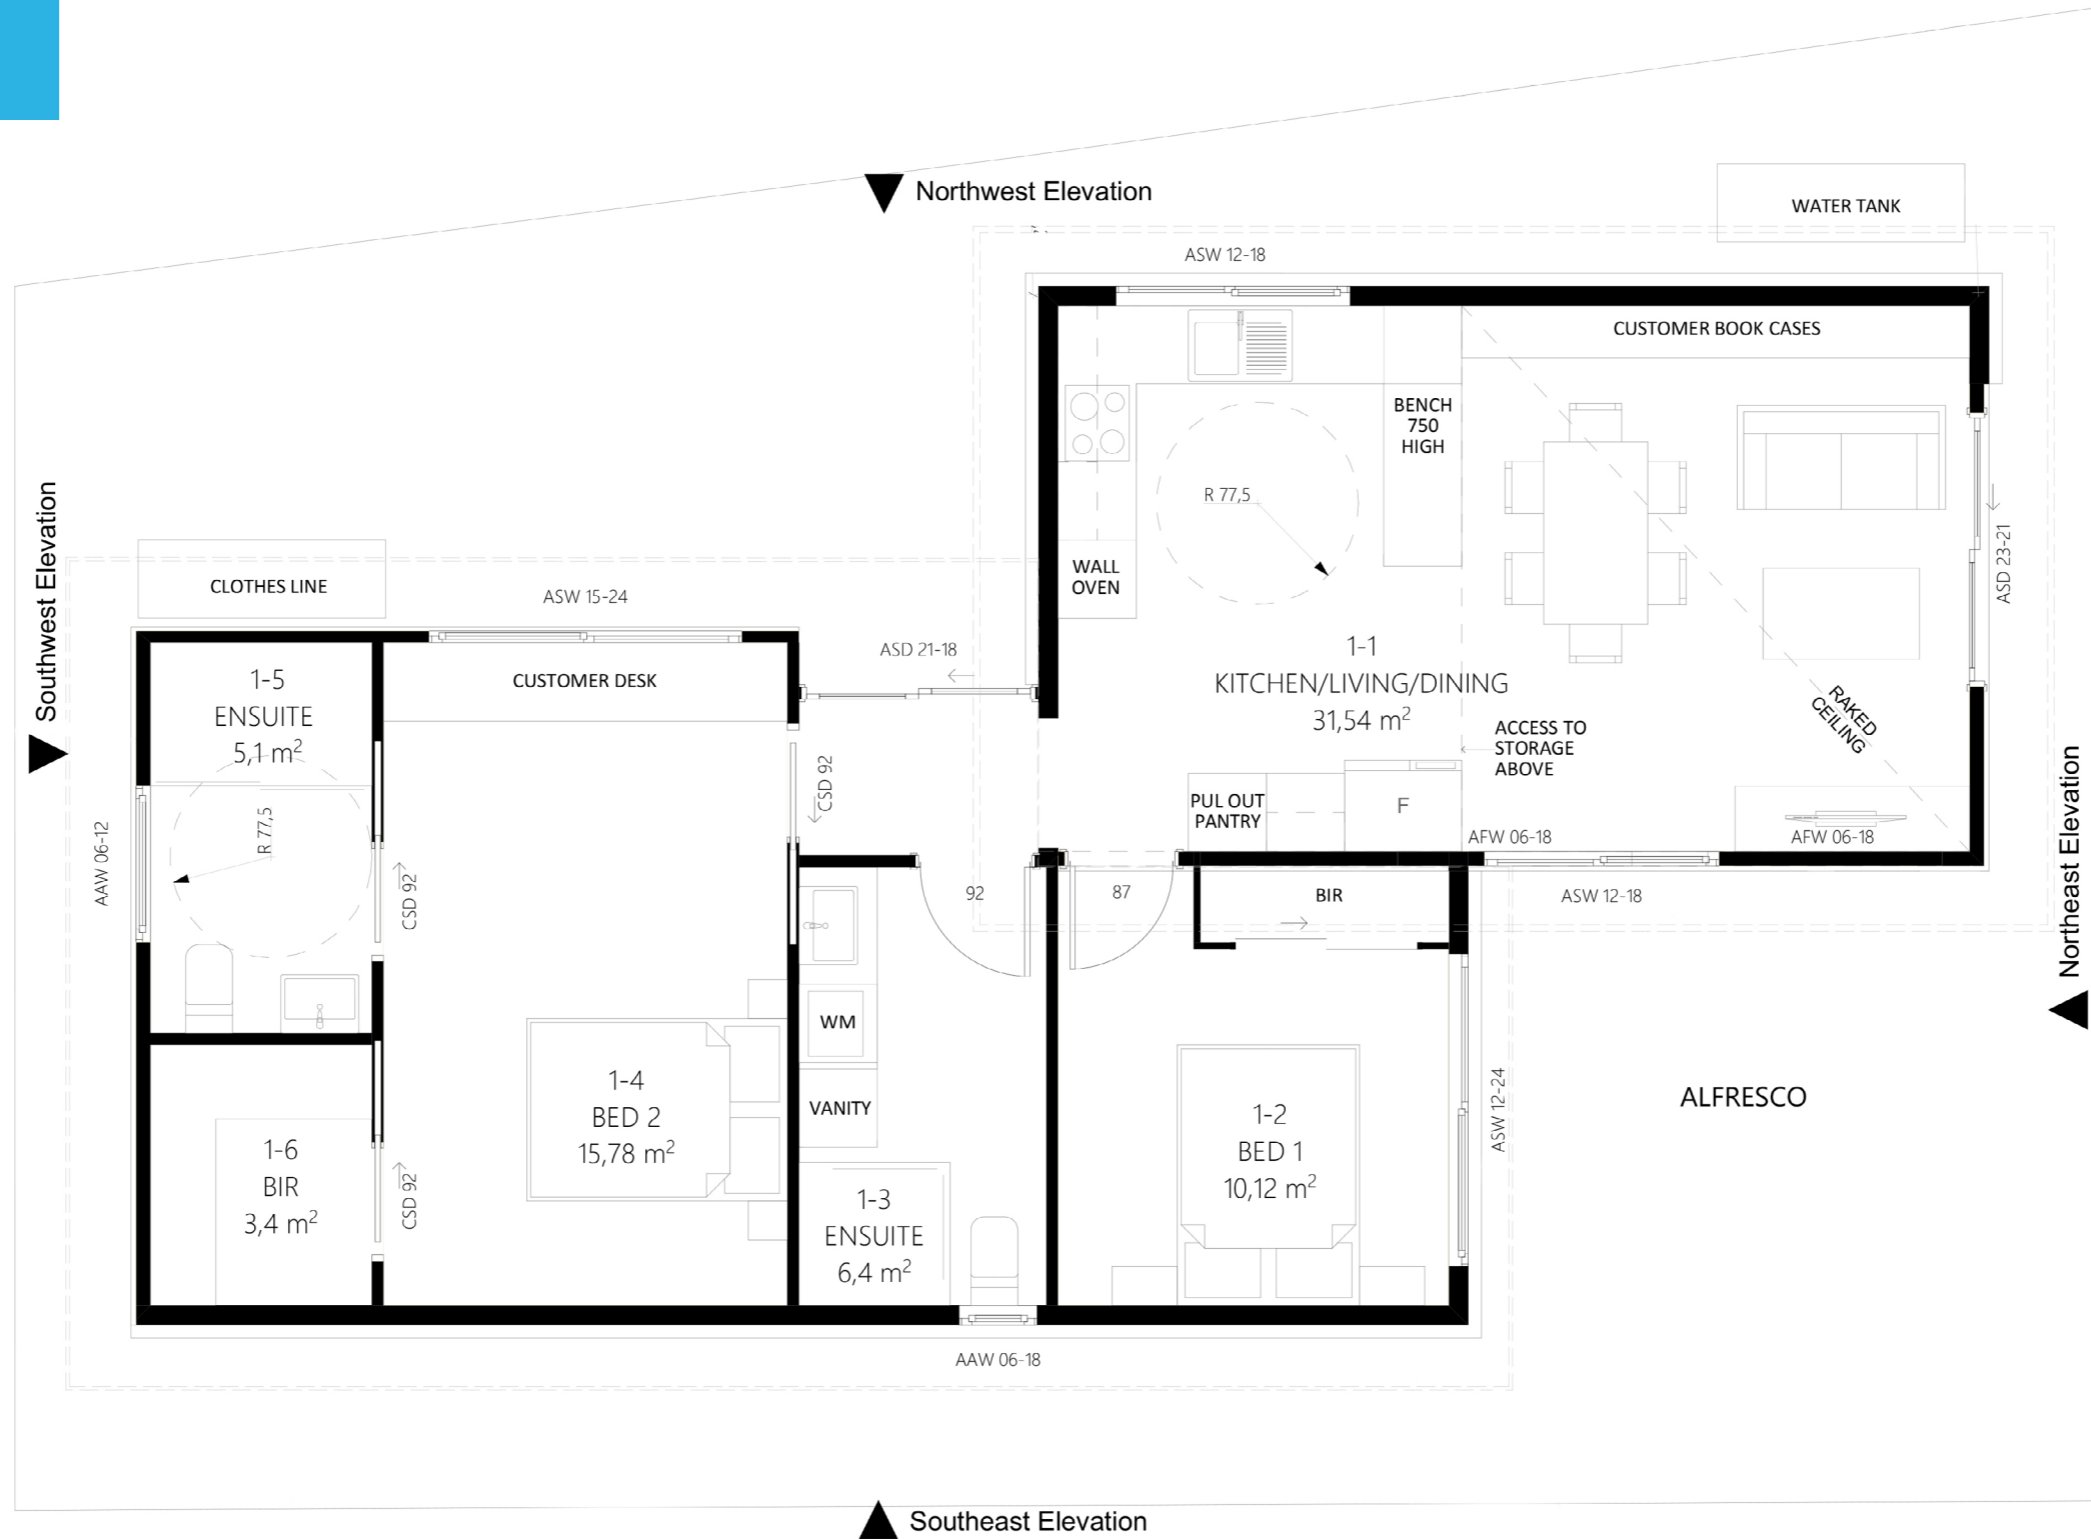 Northwest Elevation
WATER TANK
ASW 12-18
CUSTOMER BOOK CASES
BENCH
750
HIGH
R 77,5
WALL
OVEN
ASD 23-21
1-1
KITCHEN/LIVING/DINING
31,54 m²
ACCESS TO
STORAGE
ABOVE
RAKED
CEILING
PUL OUT
PANTRY
F
AFW 06-18
AFW 06-18
ASW 12-18
Northeast Elevation
Southwest Elevation
CLOTHES LINE
ASW 15-24
ASD 21-18
1-5
ENSUITE
5,1 m²
CUSTOMER DESK
CSD 92
R 77,5
AAW 06-12
CSD 92
92
87
BIR
WM
VANITY
1-4
BED 2
15,78 m²
1-2
BED 1
10,12 m²
ASW 12-24
ALFRESCO
1-6
BIR
3,4 m²
CSD 92
1-3
ENSUITE
6,4 m²
AAW 06-18
Southeast Elevation